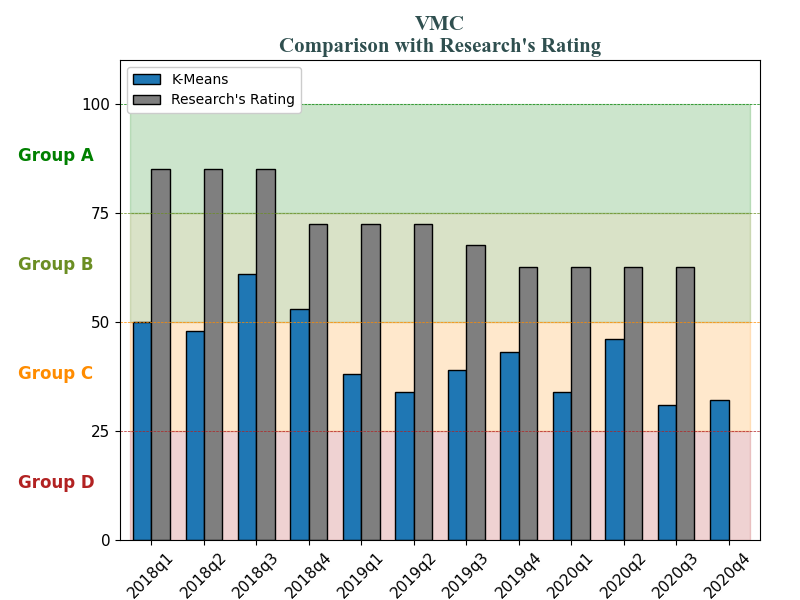 VMC
Comparison with Research's Rating
K-Means
Research's Rating
100
Group A
75
Group B
50
Group C
25
Group D
0
2018q1
2018q2
2018q3
2018q4
2019q1
2019q2
2019q3
2019q4
2020q1
2020q2
2020q3
2020q4